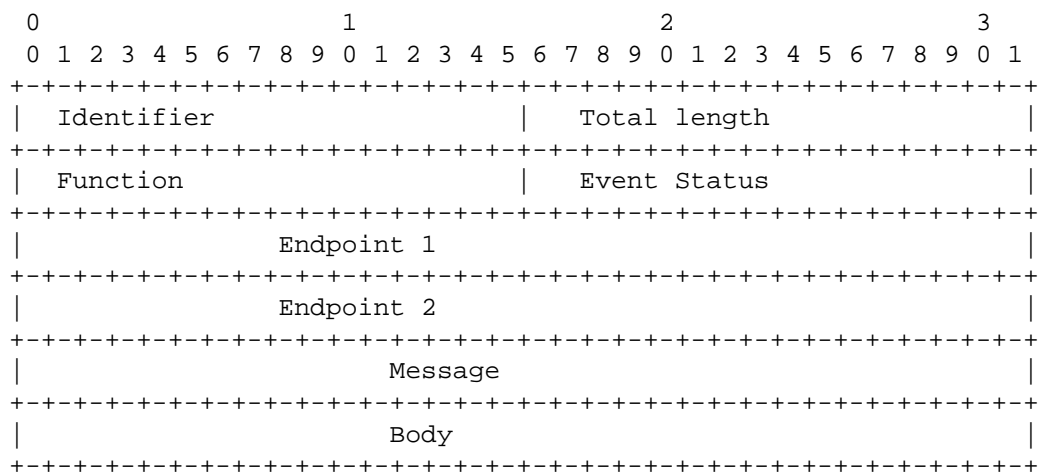 0                   1                   2                   3
 0 1 2 3 4 5 6 7 8 9 0 1 2 3 4 5 6 7 8 9 0 1 2 3 4 5 6 7 8 9 0 1
+-+-+-+-+-+-+-+-+-+-+-+-+-+-+-+-+-+-+-+-+-+-+-+-+-+-+-+-+-+-+-+-+
|  Identifier                   |  Total length                 |
+-+-+-+-+-+-+-+-+-+-+-+-+-+-+-+-+-+-+-+-+-+-+-+-+-+-+-+-+-+-+-+-+
|  Function                     |  Event Status                 |
+-+-+-+-+-+-+-+-+-+-+-+-+-+-+-+-+-+-+-+-+-+-+-+-+-+-+-+-+-+-+-+-+
|                Endpoint 1                                     |
+-+-+-+-+-+-+-+-+-+-+-+-+-+-+-+-+-+-+-+-+-+-+-+-+-+-+-+-+-+-+-+-+
|                Endpoint 2                                     |
+-+-+-+-+-+-+-+-+-+-+-+-+-+-+-+-+-+-+-+-+-+-+-+-+-+-+-+-+-+-+-+-+
|                       Message                                 |
+-+-+-+-+-+-+-+-+-+-+-+-+-+-+-+-+-+-+-+-+-+-+-+-+-+-+-+-+-+-+-+-+
|                       Body                                    |
+-+-+-+-+-+-+-+-+-+-+-+-+-+-+-+-+-+-+-+-+-+-+-+-+-+-+-+-+-+-+-+-+